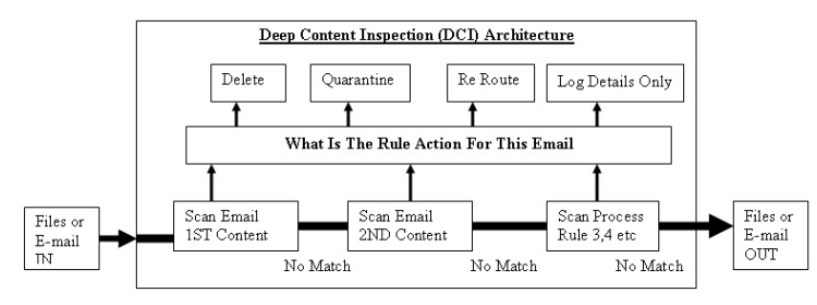 Deep Content Inspection (DCI) Architecture
Delete
Quarantine
Re Route
Log Details Only
What Is The Rule Action For This Email
Files or
E-mail
IN
Scan Email
1ST Content
Scan Email
2ND Content
Scan Process
Rule 3,4 etc
Files or
E-mail
OUT
No Match
No Match
No Match